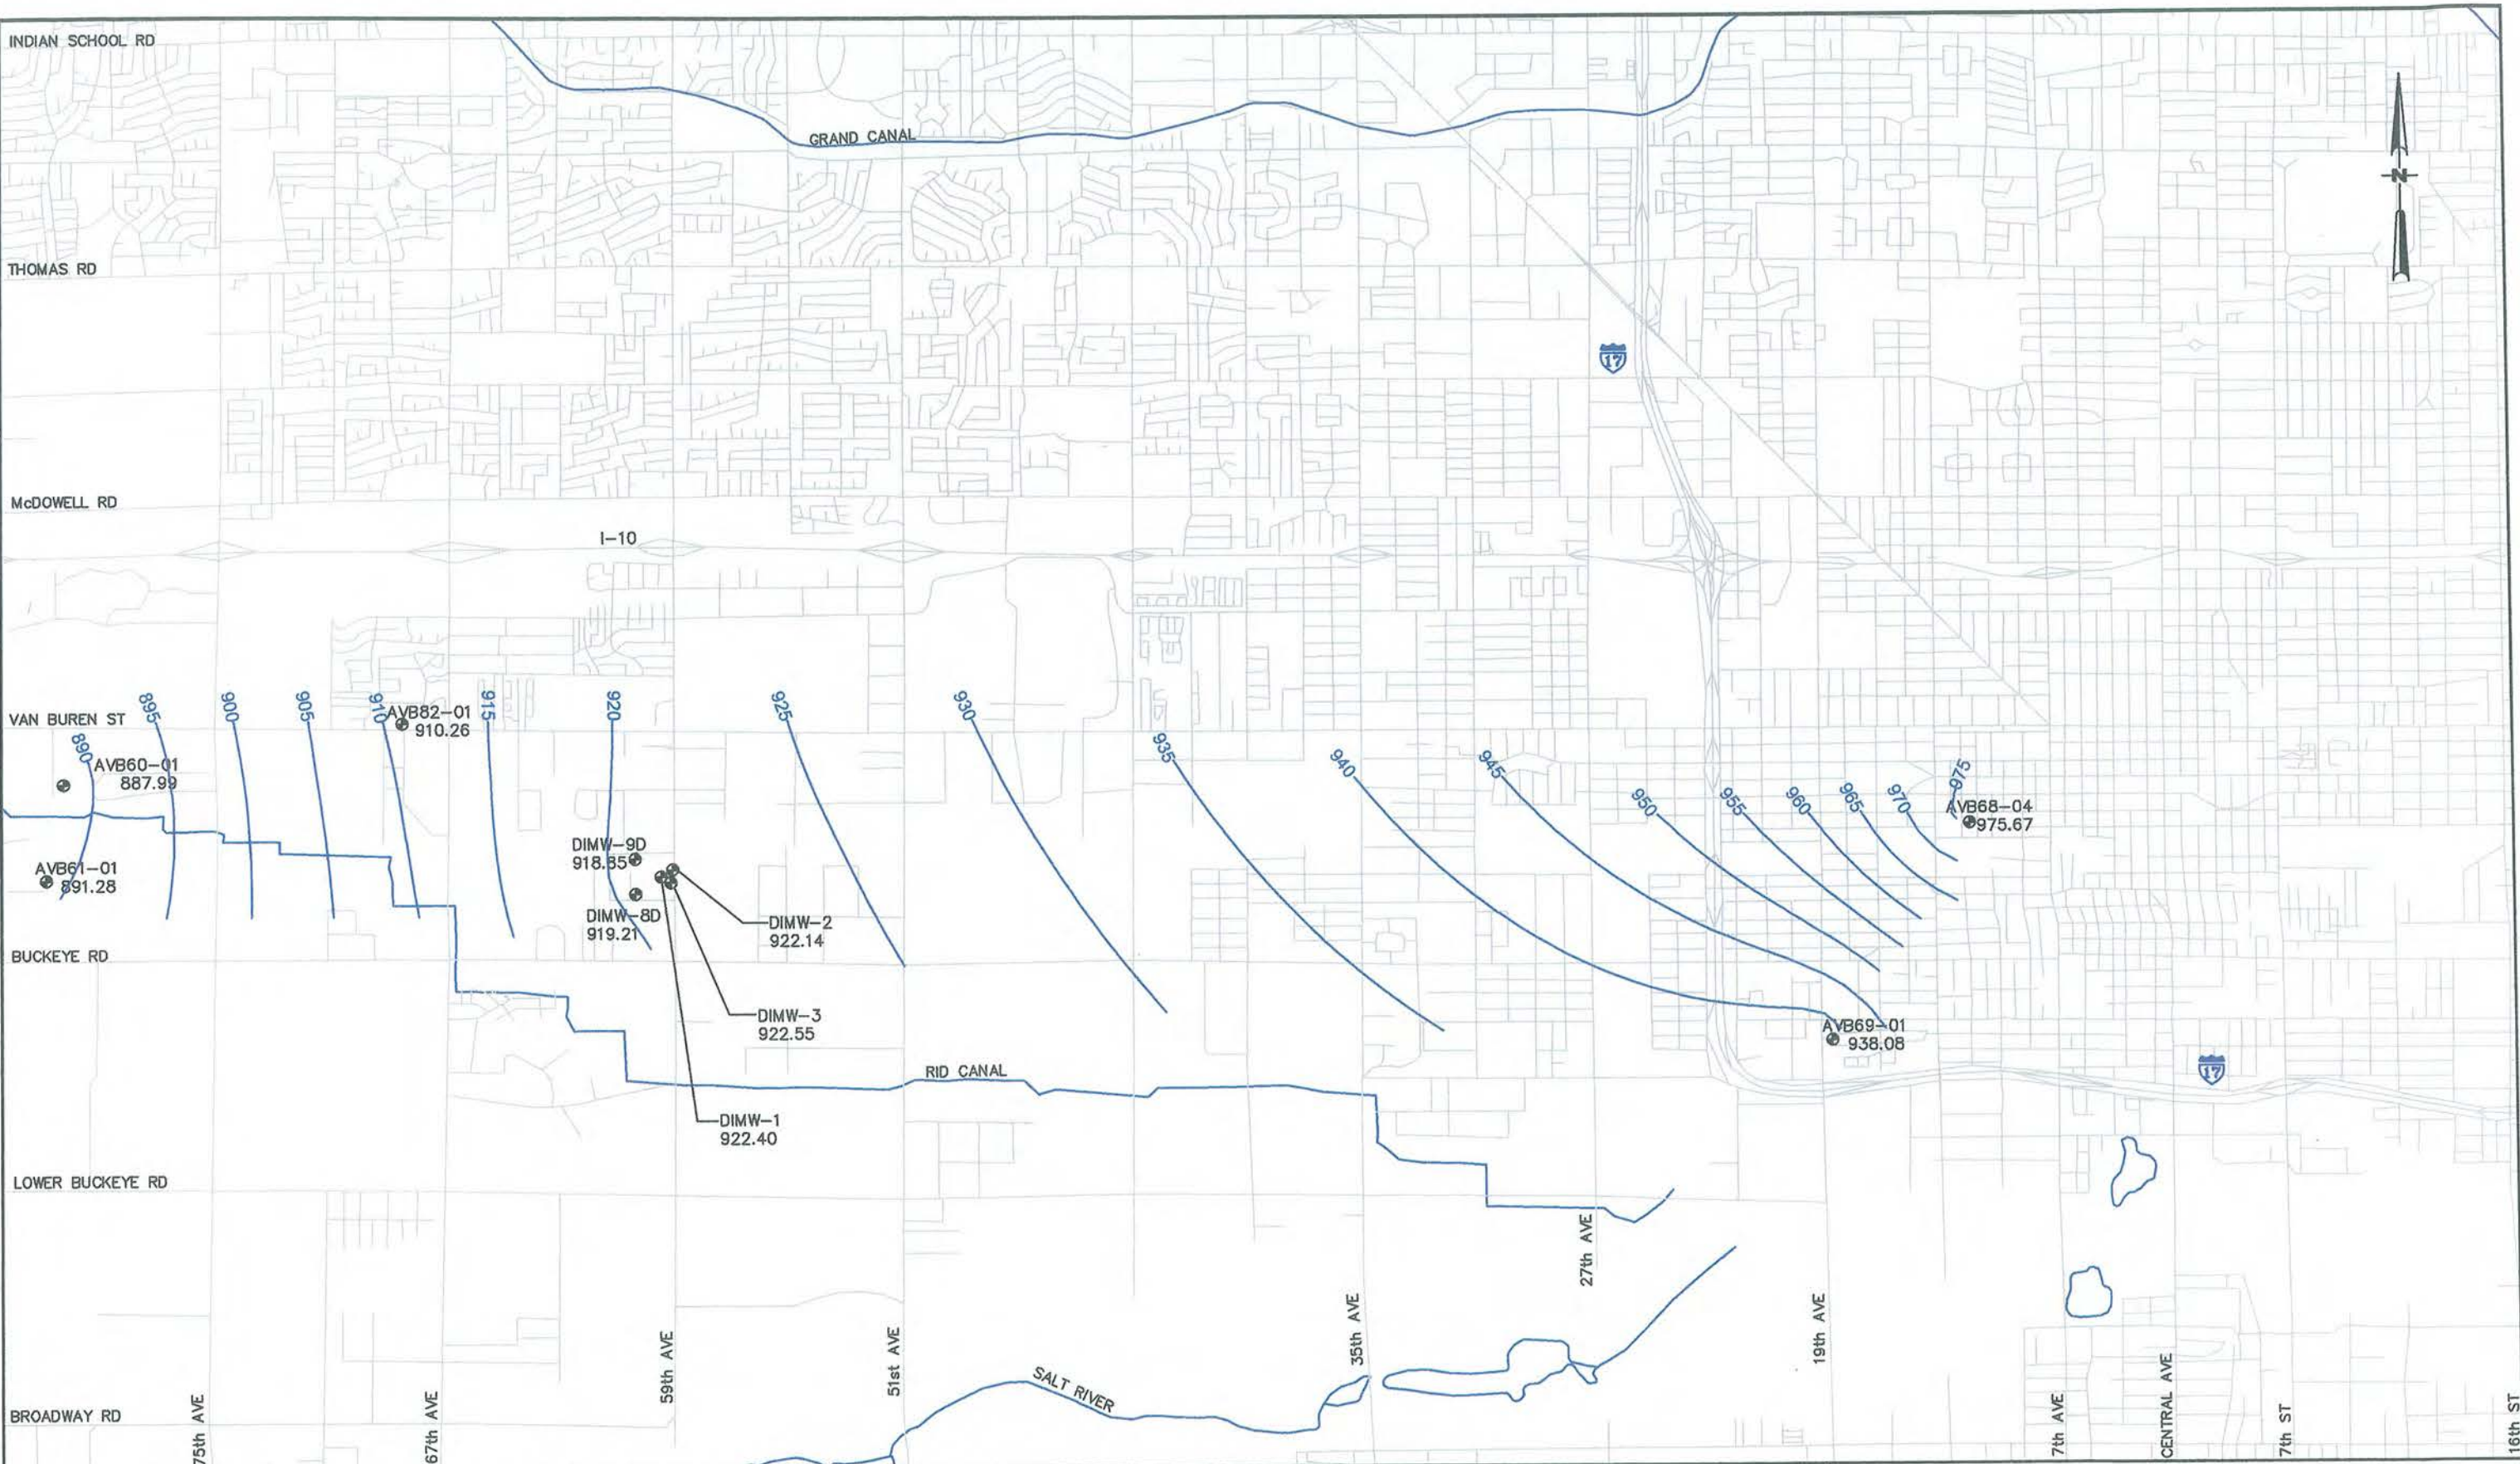 INDIAN SCHOOL RD
GRAND CANAL
N
THOMAS RD
17
McDOWELL RD
I-10
VAN BUREN ST
890
895
900
905
910
915
920
925
930
935
940
945
950
955
960
965
970
975
AVB82-01
910.26
AVB60-01
887.99
AVB68-04
975.67
AVB61-01
891.28
DIMW-9D
918.85
DIMW-8D
919.21
DIMW-2
922.14
BUCKEYE RD
DIMW-3
922.55
AVB69-01
938.08
RID CANAL
17
DIMW-1
922.40
LOWER BUCKEYE RD
SALT RIVER
BROADWAY RD
75th AVE
67th AVE
59th AVE
51st AVE
35th AVE
27th AVE
19th AVE
7th AVE
CENTRAL AVE
7th ST
16th ST